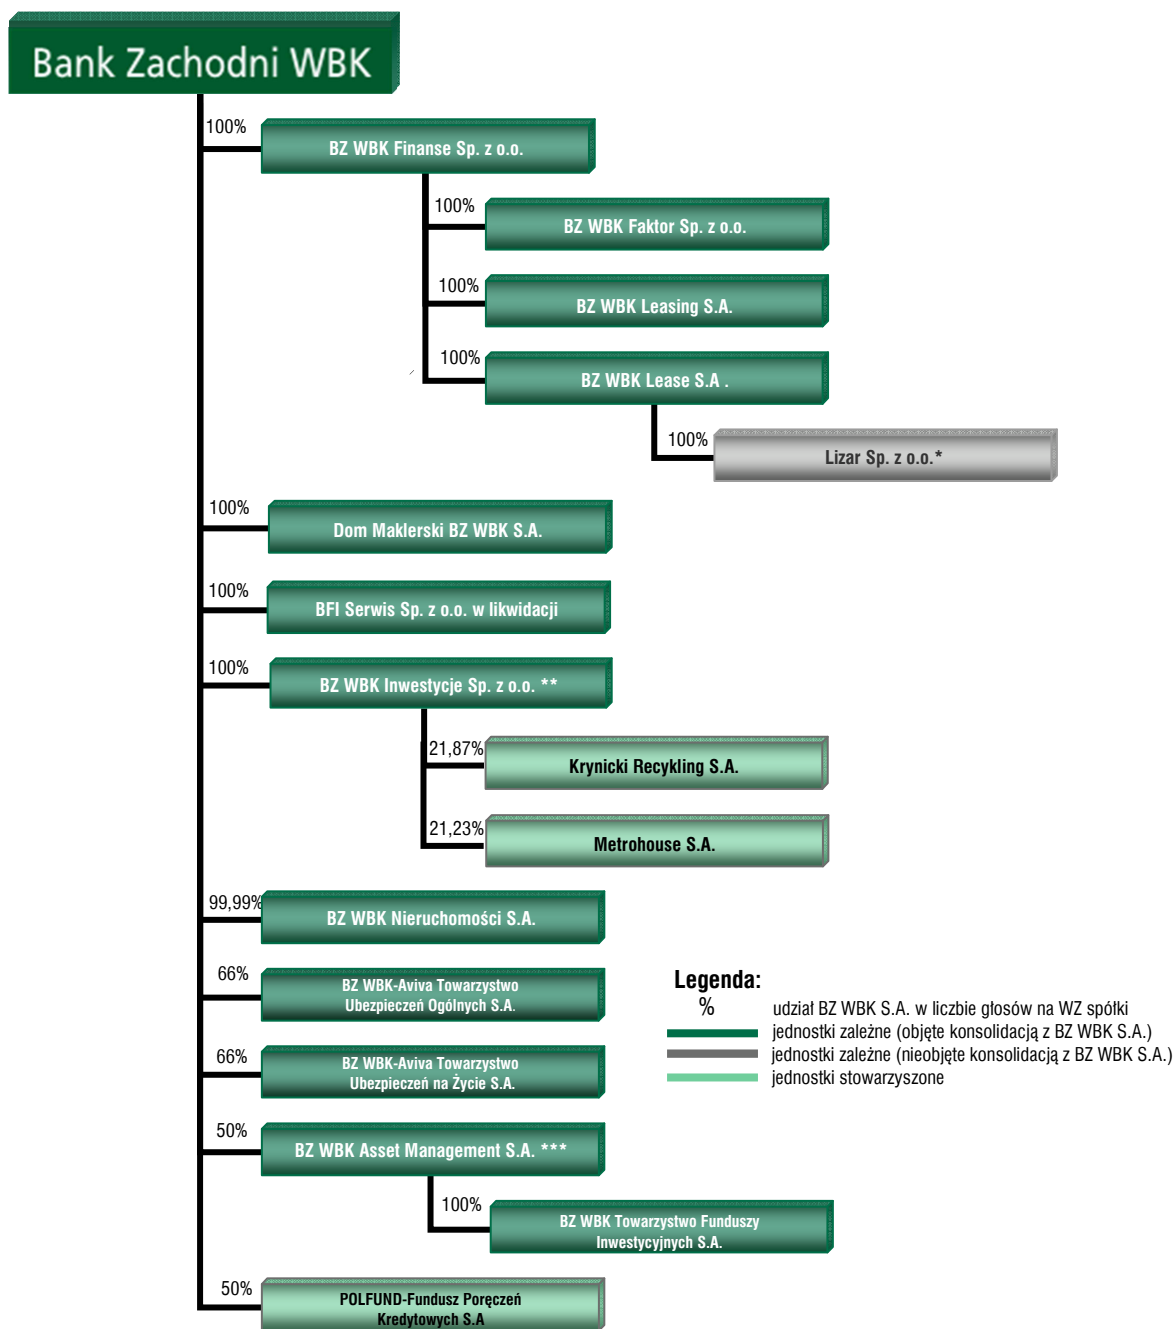 Bank Zachodni WBK
100%
BZ WBK Finanse Sp. z o.o.
100%
BZ WBK Faktor Sp. z o.o.
100%
BZ WBK Leasing S.A.
100%
BZ WBK Lease S.A .
100%
Lizar Sp. z o.o.*
100%
Dom Maklerski BZ WBK S.A.
100%
BFI Serwis Sp. z o.o. w likwidacji
100%
BZ WBK Inwestycje Sp. z o.o. **
21,87%
Krynicki Recykling S.A.
21,23%
Metrohouse S.A.
99,99%
BZ WBK Nieruchomości S.A.
66%
BZ WBK-Aviva Towarzystwo
Ubezpieczeń Ogólnych S.A.
66%
BZ WBK-Aviva Towarzystwo
Ubezpieczeń na Życie S.A.
50%
BZ WBK Asset Management S.A. ***
100%
BZ WBK Towarzystwo Funduszy
Inwestycyjnych S.A.
50%
POLFUND-Fundusz Poręczeń
Kredytowych S.A
Legenda:
% udział BZ WBK S.A. w liczbie głosów na WZ spółki
jednostki zależne (objęte konsolidacją z BZ WBK S.A.)
jednostki zależne (nieobjęte konsolidacją z BZ WBK S.A.)
jednostki stowarzyszone